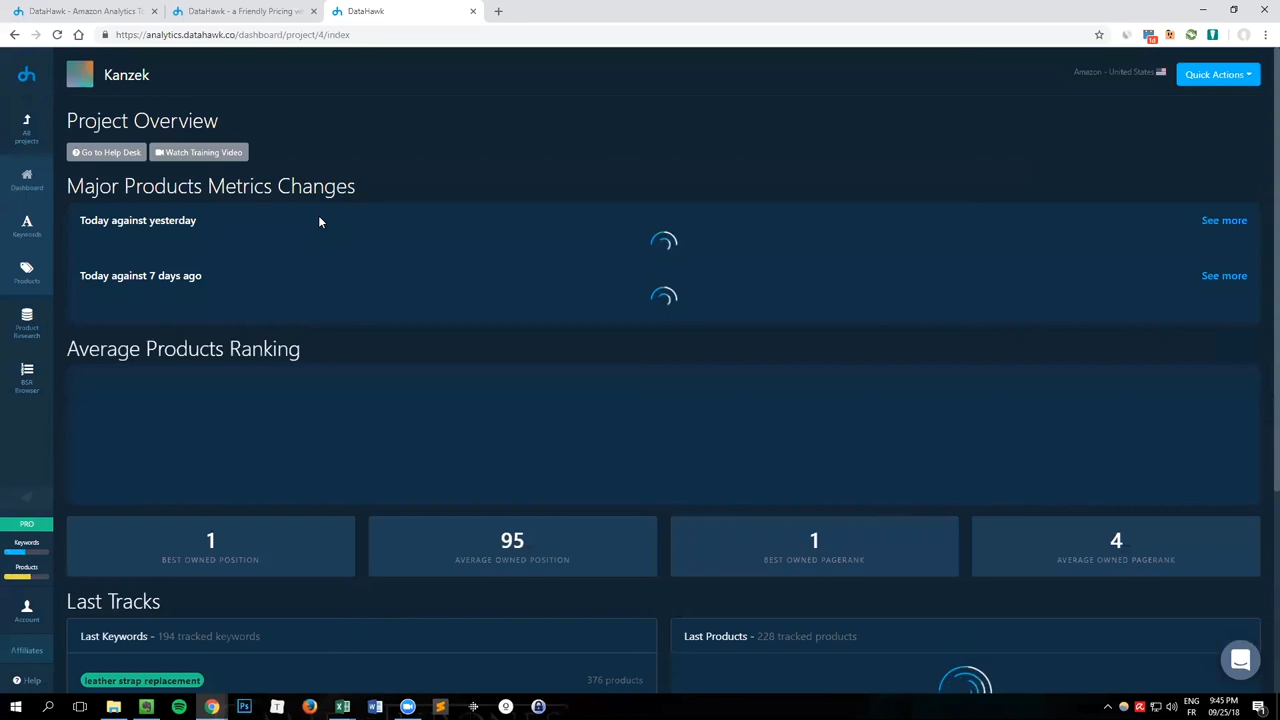 DataHawk - Amazon Analytics To
DataHawk - a Friendly Pricing w
DataHawk
https://analytics.datahawk.co/dashboard/project/4/index
1d
dh
Kanzek
Amazon - United States
Quick Actions
All projects
Dashboard
Keywords
Products
Product Research
BSR Browser
PRO
Keywords
Products
Account
Affiliates
Help
Project Overview
Go to Help Desk
Watch Training Video
Major Products Metrics Changes
Today against yesterday
See more
Today against 7 days ago
See more
Average Products Ranking
1
BEST OWNED POSITION
95
AVERAGE OWNED POSITION
1
BEST OWNED PAGERANK
4
AVERAGE OWNED PAGERANK
Last Tracks
Last Keywords - 194 tracked keywords
leather strap replacement
376 products
Last Products - 228 tracked products
ENG
FR
9:45 PM
09/25/18